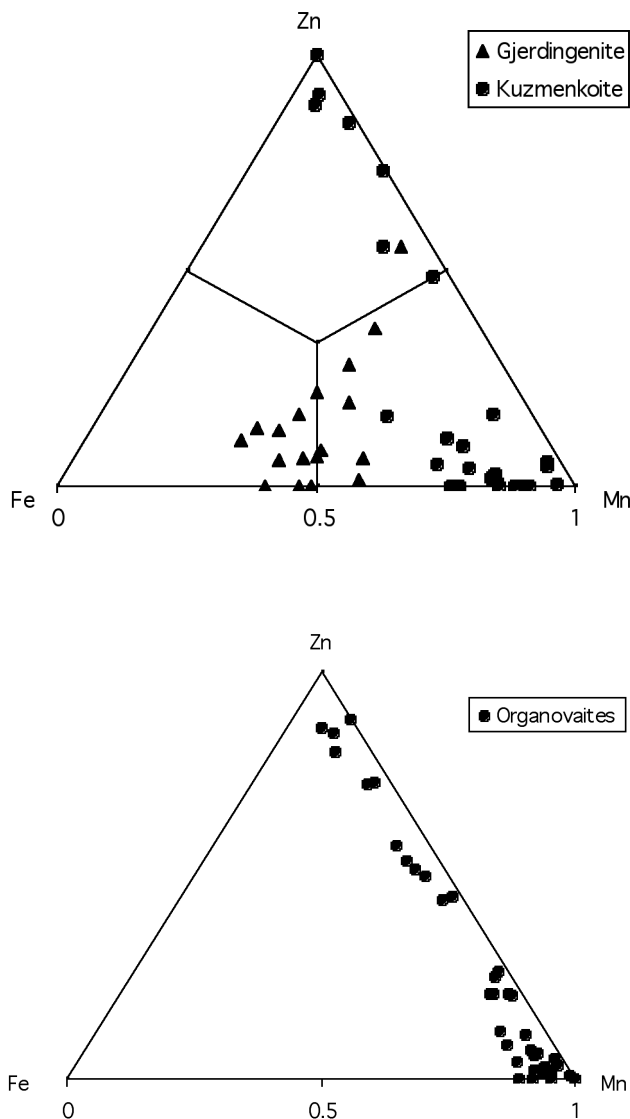 Zn
Gjerdingenite
Kuzmenkoite
Fe
Mn
0
0.5
1
Zn
Organovaites
Fe
Mn
0
0.5
1